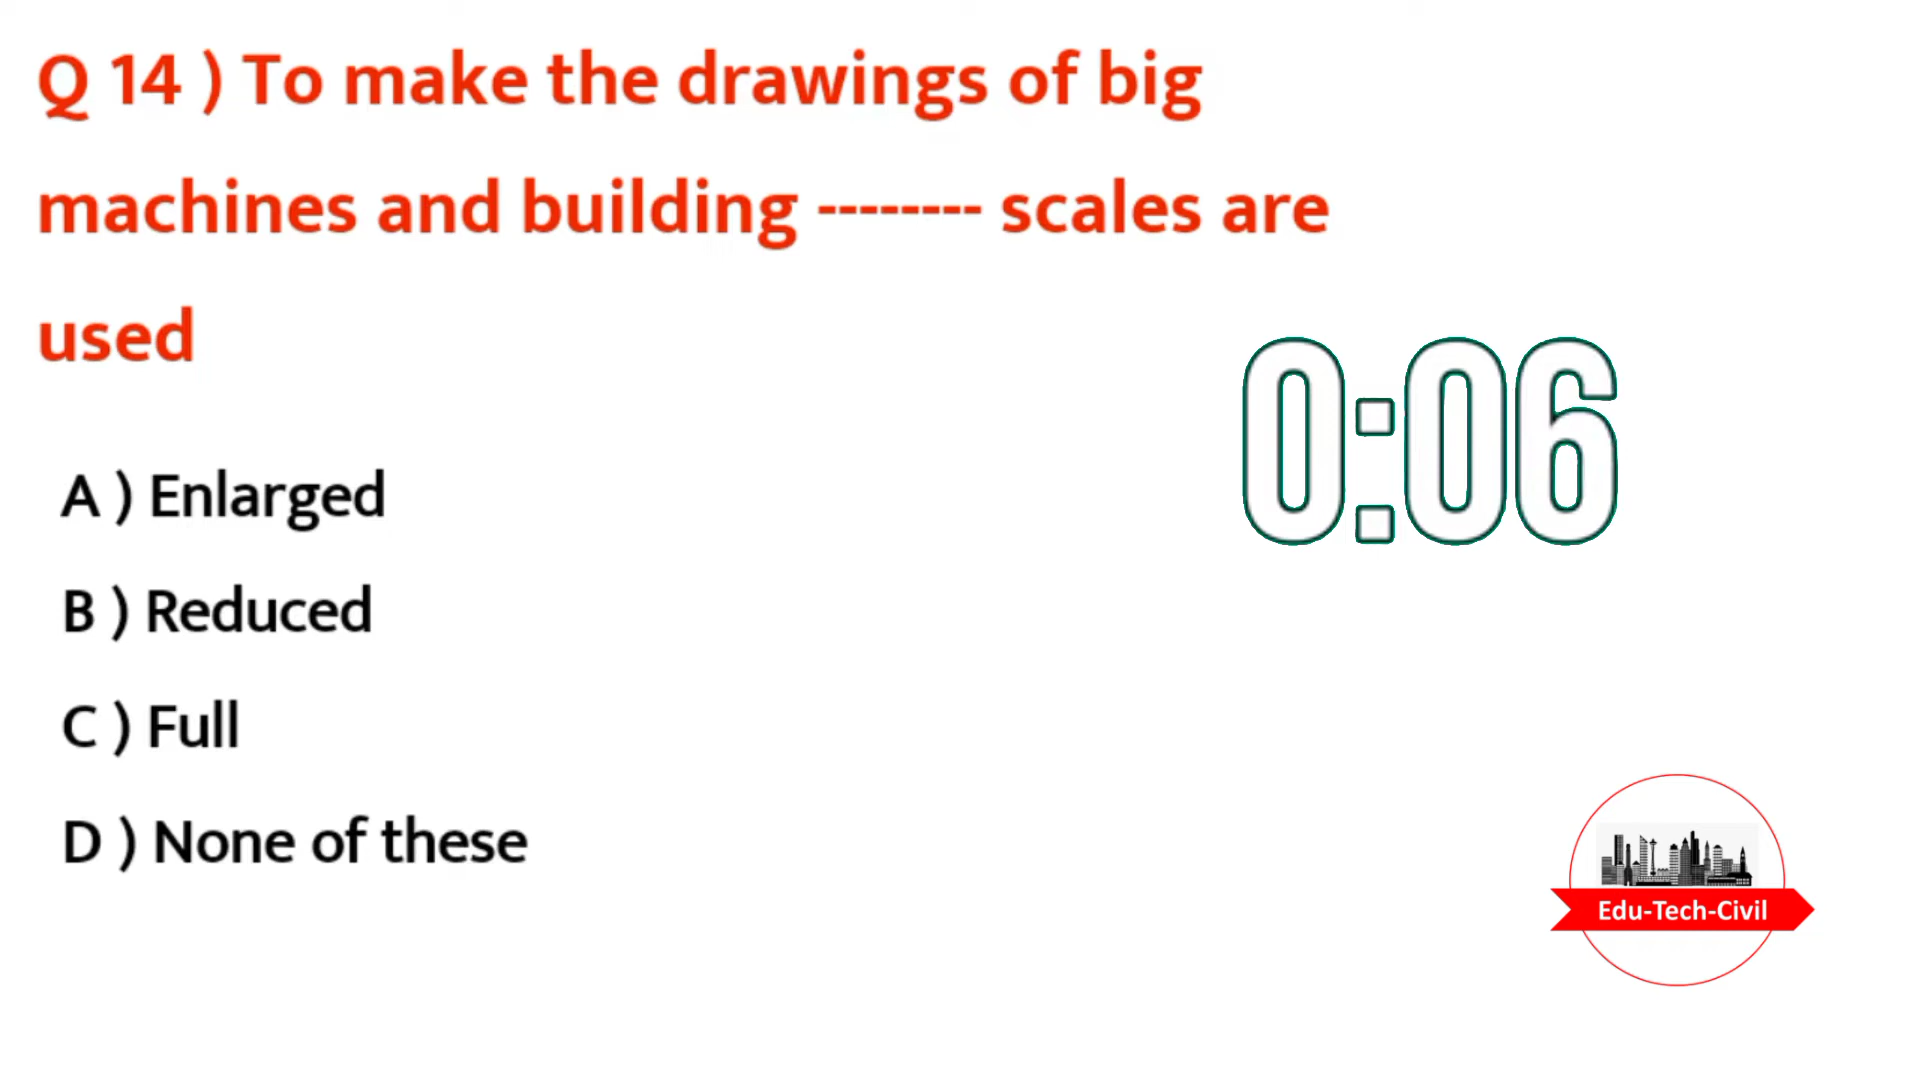 Q 14 ) To make the drawings of big
machines and building -------- scales are
used
0:06
A ) Enlarged
B ) Reduced
C ) Full
D ) None of these
Edu-Tech-Civil